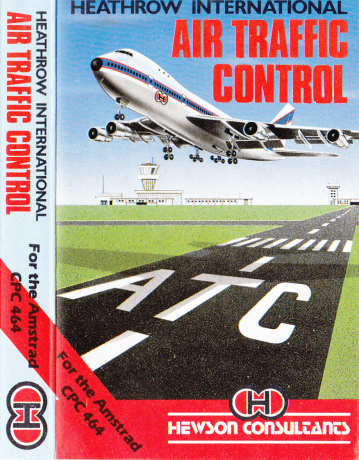 HEATHROW INTERNATIONAL
AIR TRAFFIC CONTROL
For the Amstrad
CPC 464
H
HEATHROW INTERNATIONAL
AIR TRAFFIC
CONTROL
ATC
For the Amstrad
CPC 464
H
HEWSON CONSULTANTS